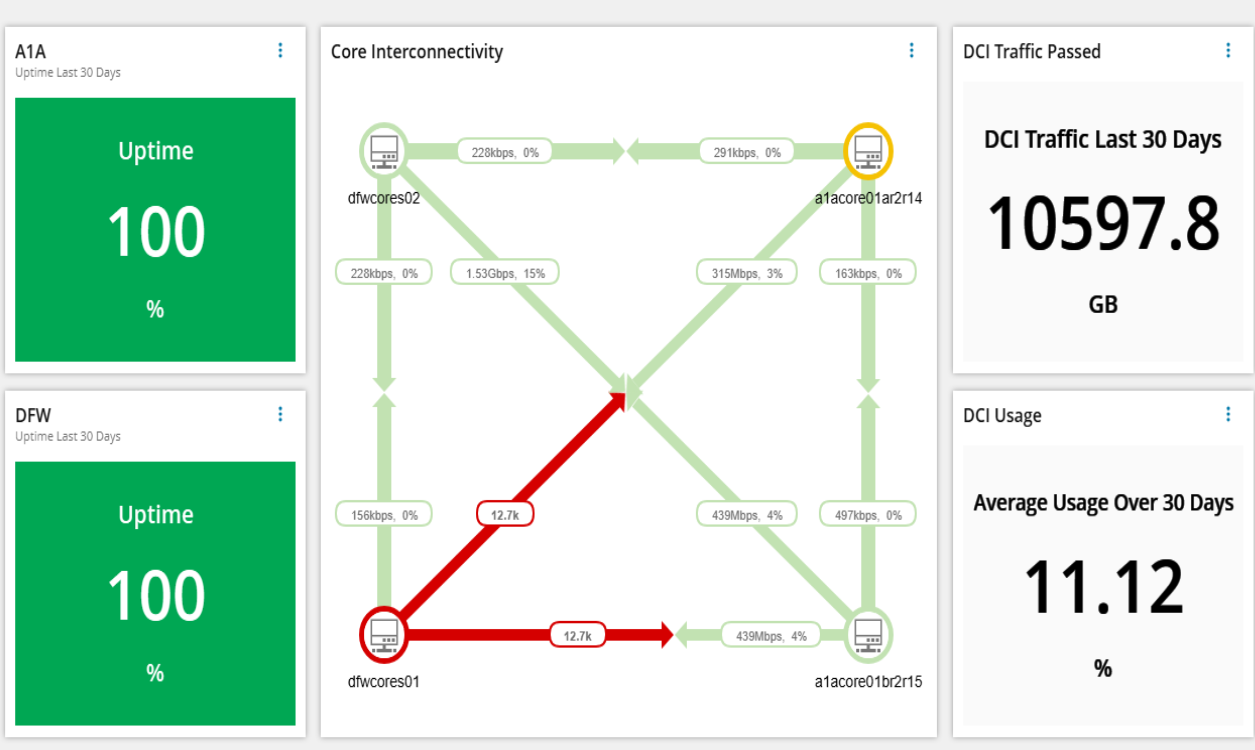 A1A
Uptime Last 30 Days
Uptime
100
%
DFW
Uptime Last 30 Days
Uptime
100
%
Core Interconnectivity
228kbps, 0%
291kbps, 0%
dfwcores02
a1acore01ar2r14
228kbps, 0%
1.53Gbps, 15%
315Mbps, 3%
163kbps, 0%
156kbps, 0%
12.7k
439Mbps, 4%
497kbps, 0%
12.7k
439Mbps, 4%
dfwcores01
a1acore01br2r15
DCI Traffic Passed
DCI Traffic Last 30 Days
10597.8
GB
DCI Usage
Average Usage Over 30 Days
11.12
%